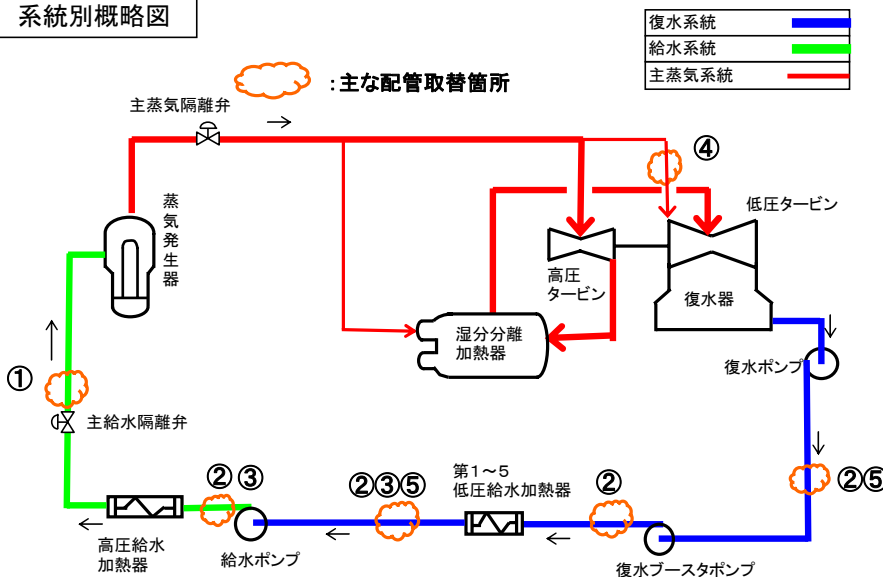 系統別概略図
復水系統
給水系統
主蒸気系統
:主な配管取替箇所
主蒸気隔離弁
④
蒸気発生器
低圧タービン
高圧
タービン
復水器
湿分分離
加熱器
復水ポンプ
①
主給水隔離弁
②③
②③⑤
第1~5
低圧給水加熱器
②
②⑤
高圧給水
加熱器
給水ポンプ
復水ブースタポンプ